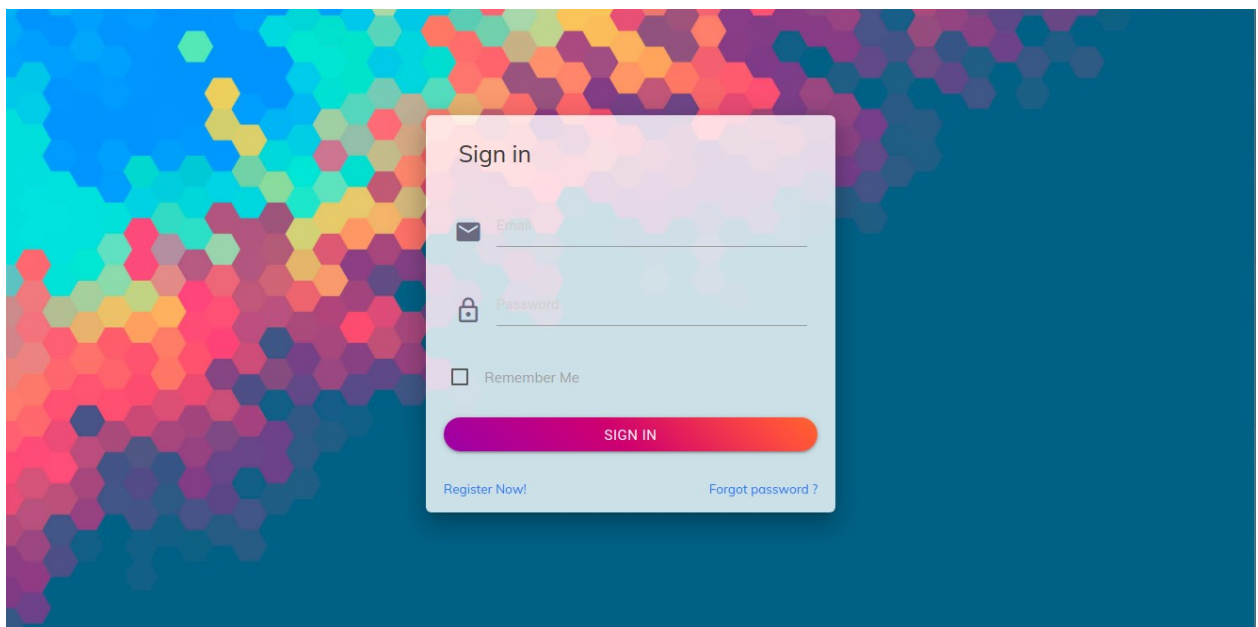 Sign in
Email
Password
Remember Me
SIGN IN
Register Now! Forgot password ?